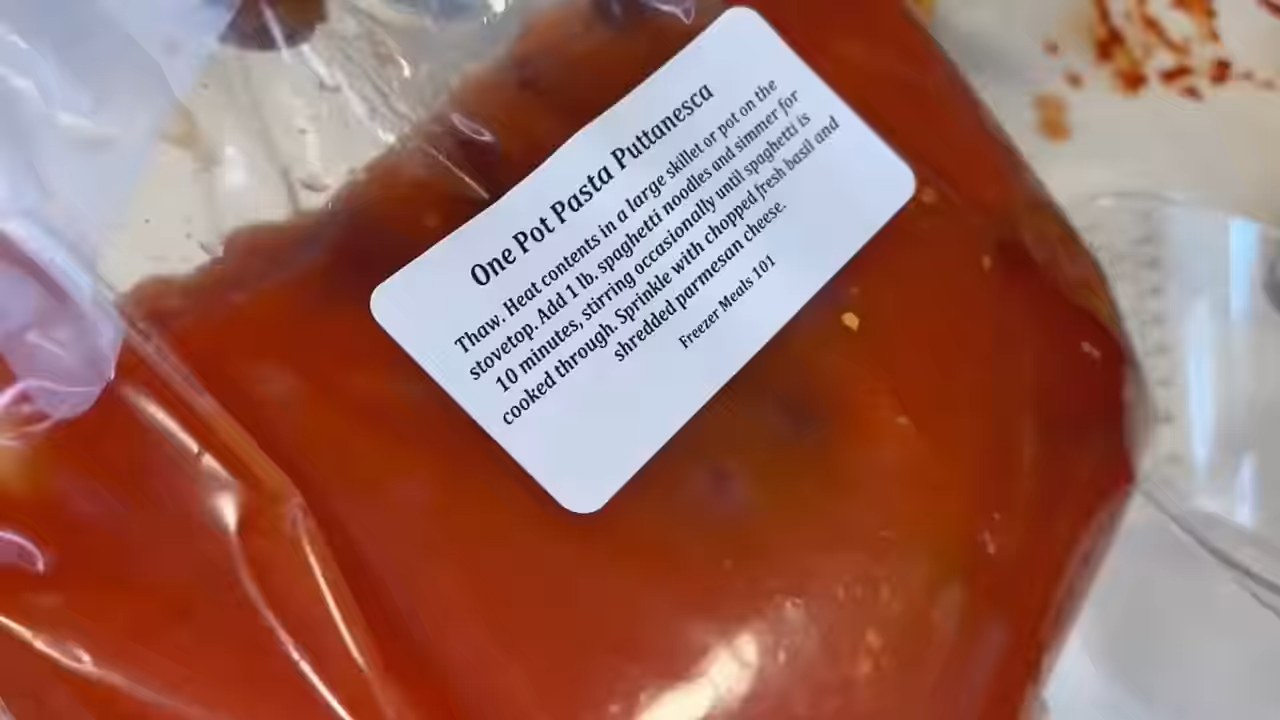 One Pot Pasta Puttanesca
Thaw. Heat contents in a large skillet or pot on the
stovetop. Add 1 lb. spaghetti noodles and simmer for
10 minutes, stirring occasionally until spaghetti is
cooked through. Sprinkle with chopped fresh basil and
shredded parmesan cheese.
Freezer Meals 101